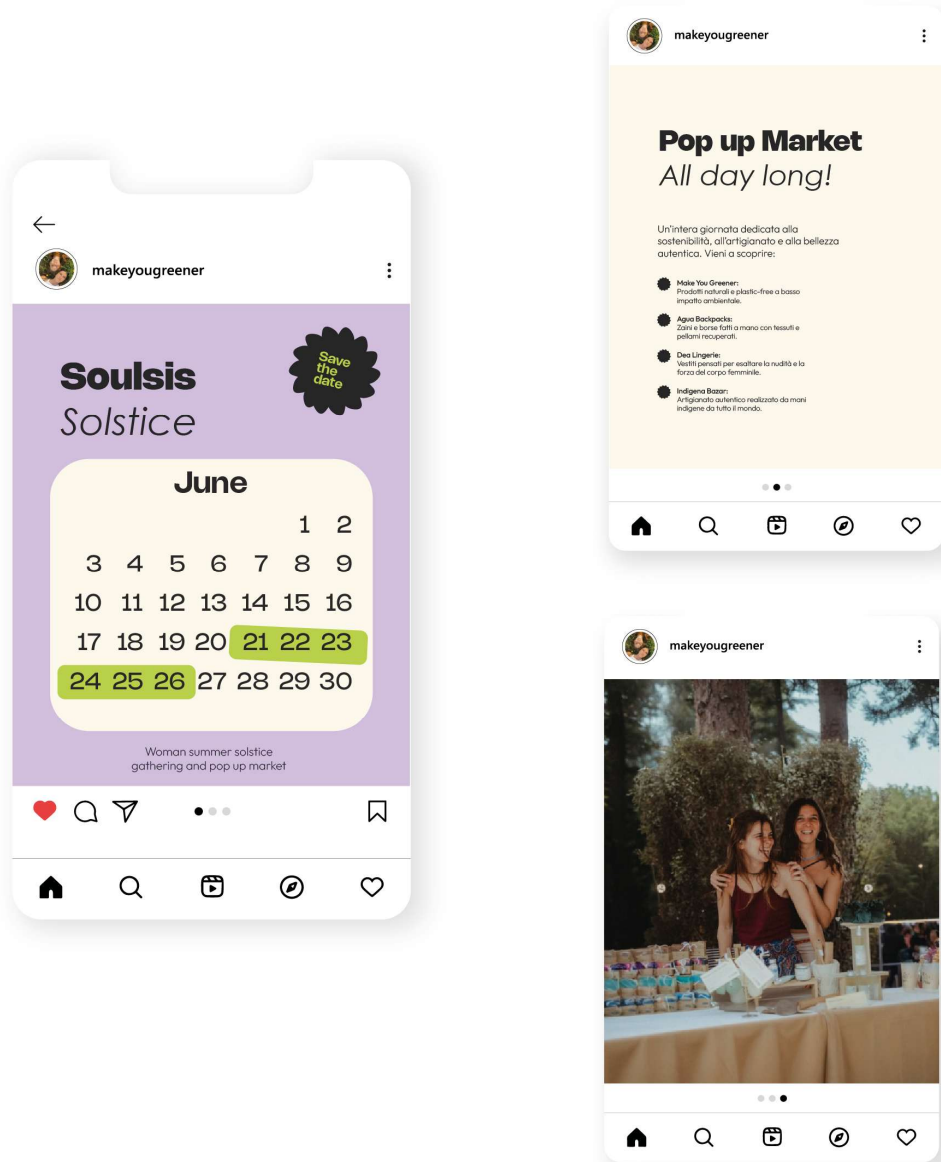 makeyougreener
Soulsis
Solstice
Save
the
date
June
1 2
3 4 5 6 7 8 9
10 11 12 13 14 15 16
17 18 19 20 21 22 23
24 25 26 27 28 29 30
Woman summer solstice
gathering and pop up market
makeyougreener
Pop up Market
All day long!
Un'intera giornata dedicata alla
sostenibilità, all'artigianato e alla bellezza
autentica. Vieni a scoprire:
Make You Greener:
Prodotti naturali e plastic-free a basso
impatto ambientale.
Agua Backpacks:
Zaini e borse fatti a mano con tessuti e
pellami recuperati.
Dea Lingerie:
Vestiti pensati per esaltare la nudità e la
forza del corpo femminile.
Indigena Bazar:
Artigianato autentico realizzato da mani
indigene da tutto il mondo.
makeyougreener